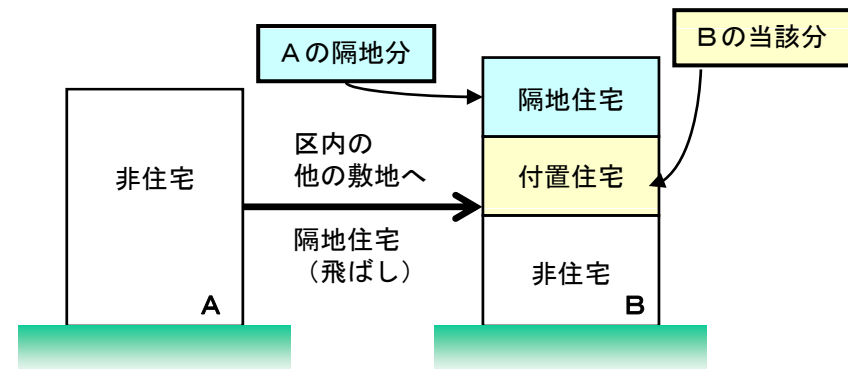 Aの隔地分
Bの当該分
隔地住宅
区内の
他の敷地へ
非住宅
付置住宅
隔地住宅
（飛ばし）
非住宅
A
B